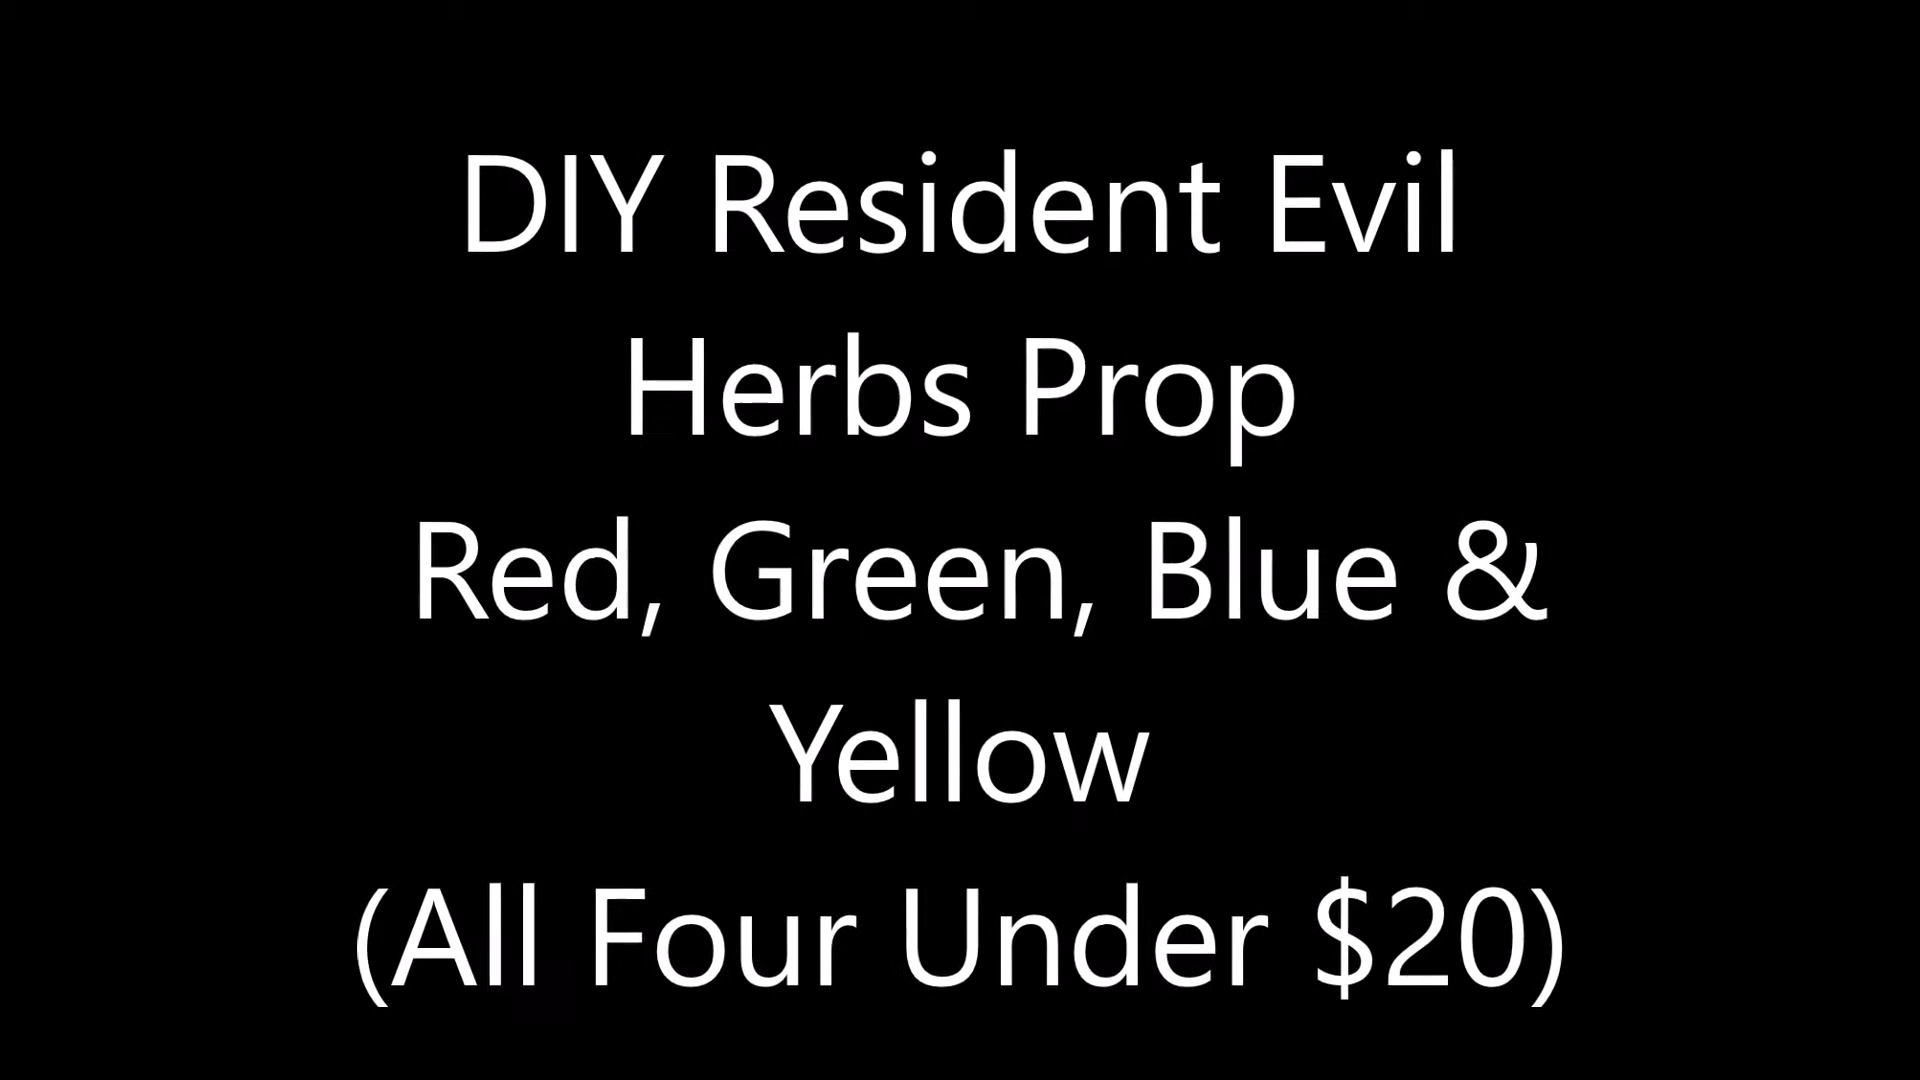 DIY Resident Evil
Herbs Prop
Red, Green, Blue &
Yellow
(All Four Under $20)